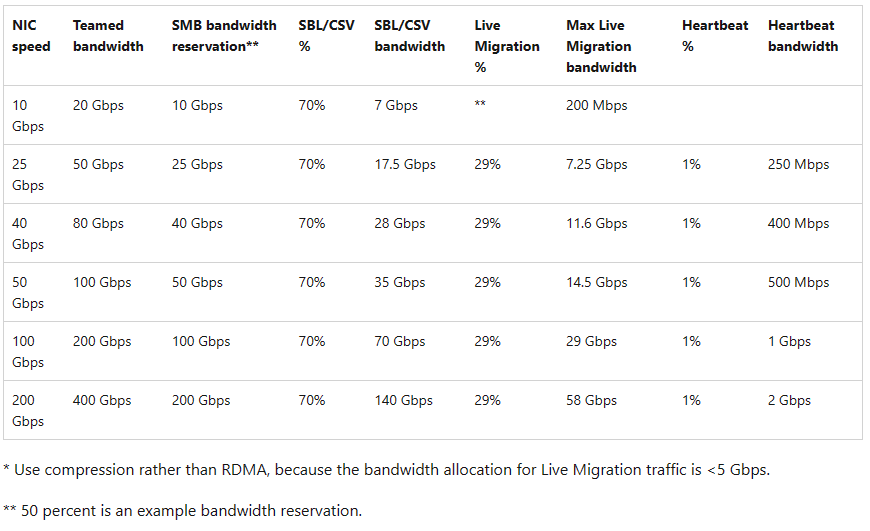 NIC speed	Teamed bandwidth	SMB bandwidth reservation**	SBL/CSV %	SBL/CSV bandwidth	Live Migration %	Max Live Migration bandwidth	Heartbeat %	Heartbeat bandwidth
10 Gbps	20 Gbps	10 Gbps	70%	7 Gbps	**	200 Mbps
25 Gbps	50 Gbps	25 Gbps	70%	17.5 Gbps	29%	7.25 Gbps	1%	250 Mbps
40 Gbps	80 Gbps	40 Gbps	70%	28 Gbps	29%	11.6 Gbps	1%	400 Mbps
50 Gbps	100 Gbps	50 Gbps	70%	35 Gbps	29%	14.5 Gbps	1%	500 Mbps
100 Gbps	200 Gbps	100 Gbps	70%	70 Gbps	29%	29 Gbps	1%	1 Gbps
200 Gbps	400 Gbps	200 Gbps	70%	140 Gbps	29%	58 Gbps	1%	2 Gbps
* Use compression rather than RDMA, because the bandwidth allocation for Live Migration traffic is <5 Gbps.
** 50 percent is an example bandwidth reservation.